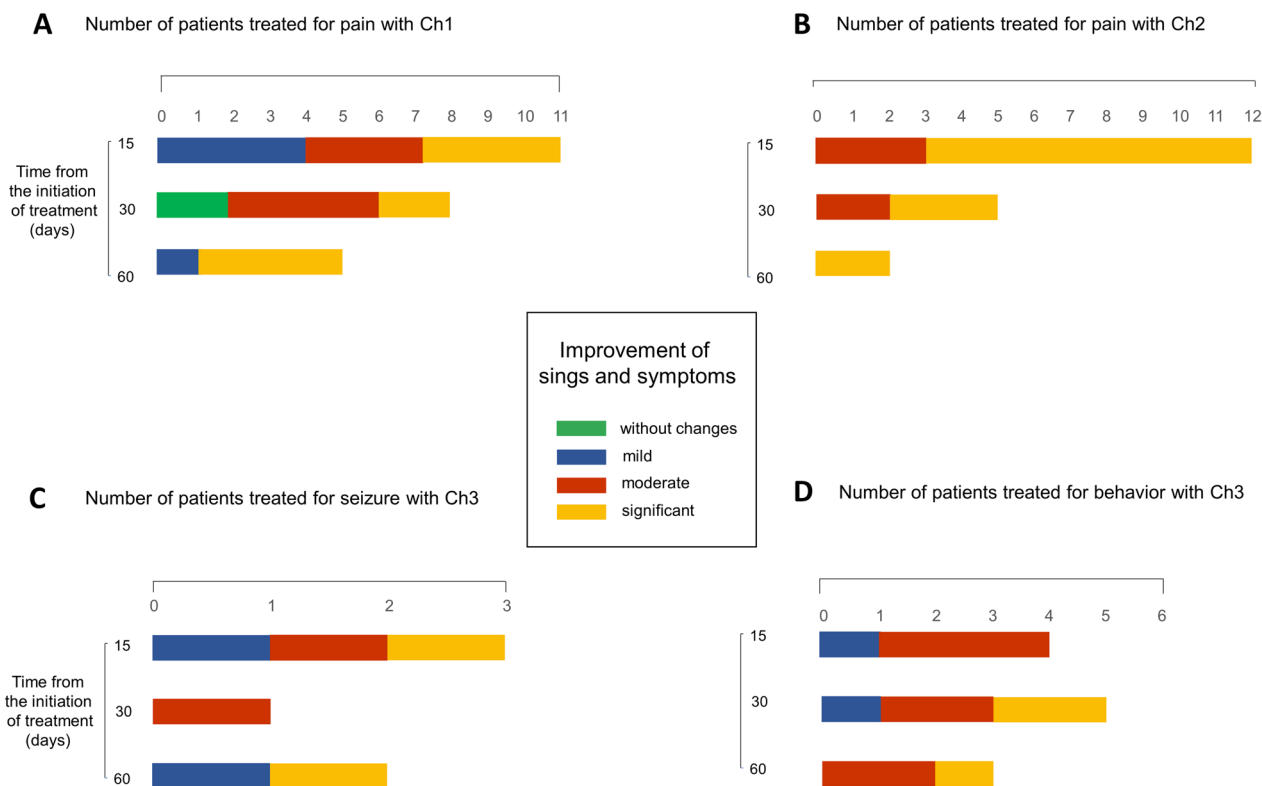 A Number of patients treated for pain with Ch1
0 1 2 3 4 5 6 7 8 9 10 11
Time from
the initiation
of treatment
(days)
15
30
60
B Number of patients treated for pain with Ch2
0 1 2 3 4 5 6 7 8 9 10 11 12
15
30
60
Improvement of
sings and symptoms
without changes
mild
moderate
significant
C Number of patients treated for seizure with Ch3
0 1 2 3
Time from
the initiation
of treatment
(days)
15
30
60
D Number of patients treated for behavior with Ch3
0 1 2 3 4 5 6
15
30
60